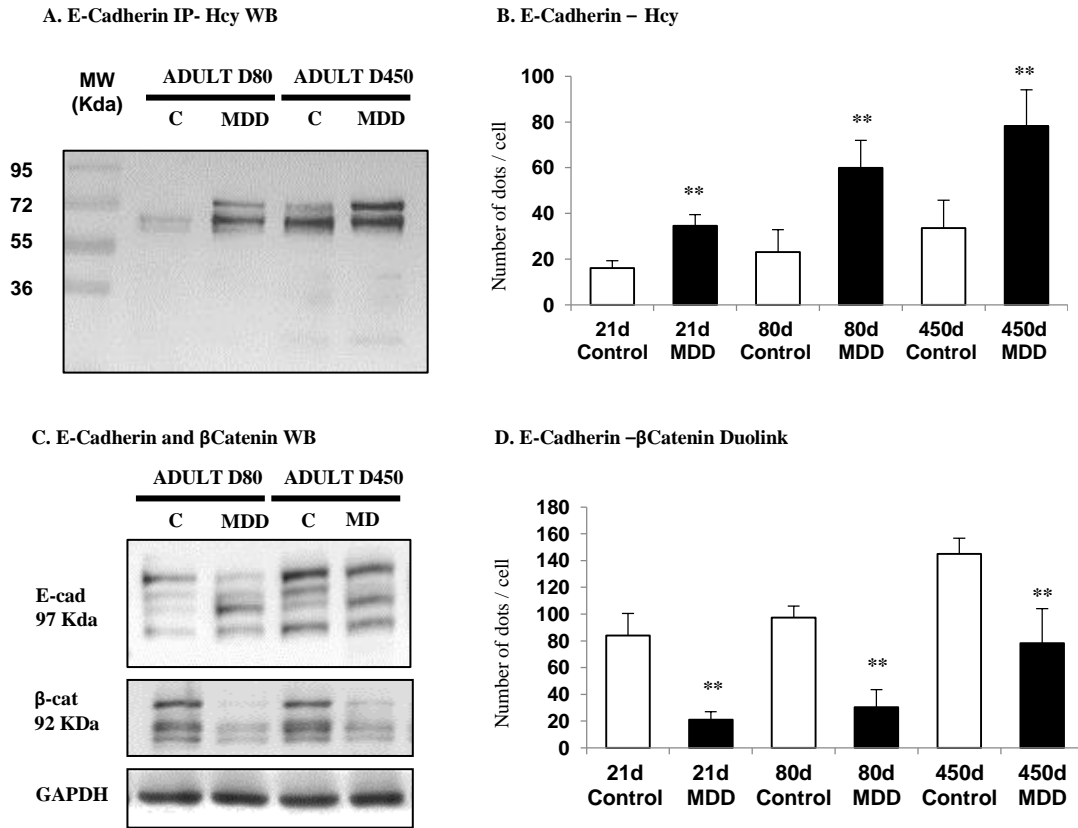 A. E-Cadherin IP- Hcy WB
MW
(Kda)
ADULT D80 ADULT D450
C MDD C MDD
95
72
55
36
B. E-Cadherin – Hcy
Number of dots / cell
100
80
60
40
20
0
** ** **
21d 21d 80d 80d 450d 450d
Control MDD Control MDD Control MDD
C. E-Cadherin and βCatenin WB
ADULT D80 ADULT D450
C MDD C MD
E-cad
97 Kda
β-cat
92 KDa
GAPDH
D. E-Cadherin –βCatenin Duolink
Number of dots / cell
180
160
140
120
100
80
60
40
20
0
** ** **
21d 21d 80d 80d 450d 450d
Control MDD Control MDD Control MDD